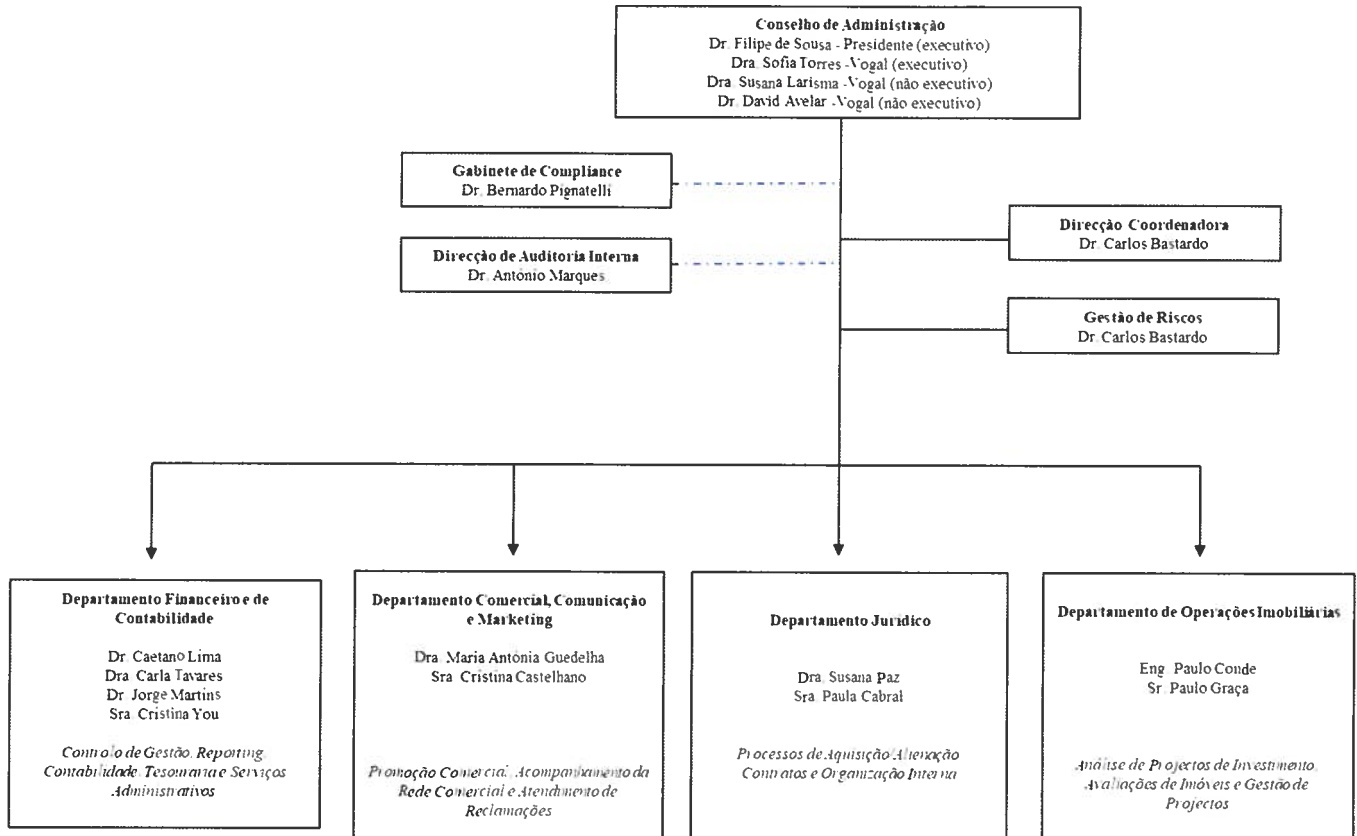 Conselho de Administração
Dr. Filipe de Sousa - Presidente (executivo)
Dra. Sofia Torres -Vogal (executivo)
Dra. Susana Larisma -Vogal (não executivo)
Dr. David Avelar -Vogal (não executivo)
Gabinete de Compliance
Dr. Bernardo Pignatelli
Direcção Coordenadora
Dr. Carlos Bastardo
Direcção de Auditoria Interna
Dr. António Marques
Gestão de Riscos
Dr. Carlos Bastardo
Departamento Financeiro e de
Contabilidade
Dr. Caetano Lima
Dra. Carla Tavares
Dr. Jorge Martins
Sra. Cristina You
Controlo de Gestão, Reporting,
Contabilidade, Tesouraria e Serviços
Administrativos
Departamento Comercial, Comunicação
e Marketing
Dra. Maria Antónia Guedelha
Sra. Cristina Castelhano
Promoção Comercial, Acompanhamento da
Rede Comercial e Atendimento de
Reclamações
Departamento Jurídico
Dra. Susana Paz
Sra. Paula Cabral
Processos de Aquisição/Alienação
Contratos e Organização Interna
Departamento de Operações Imobiliárias
Eng. Paulo Conde
Sr. Paulo Graça
Análise de Projectos de Investimento,
Avaliações de Imóveis e Gestão de
Projectos